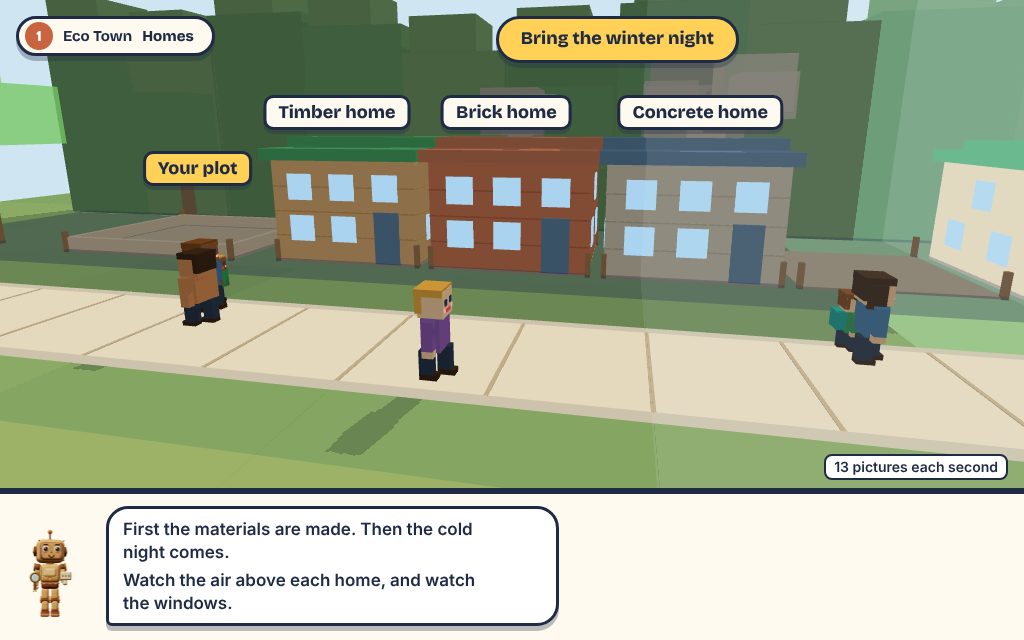 1 Eco Town Homes
Bring the winter night
Timber home
Brick home
Concrete home
Your plot
13 pictures each second
First the materials are made. Then the cold
night comes.
Watch the air above each home, and watch
the windows.